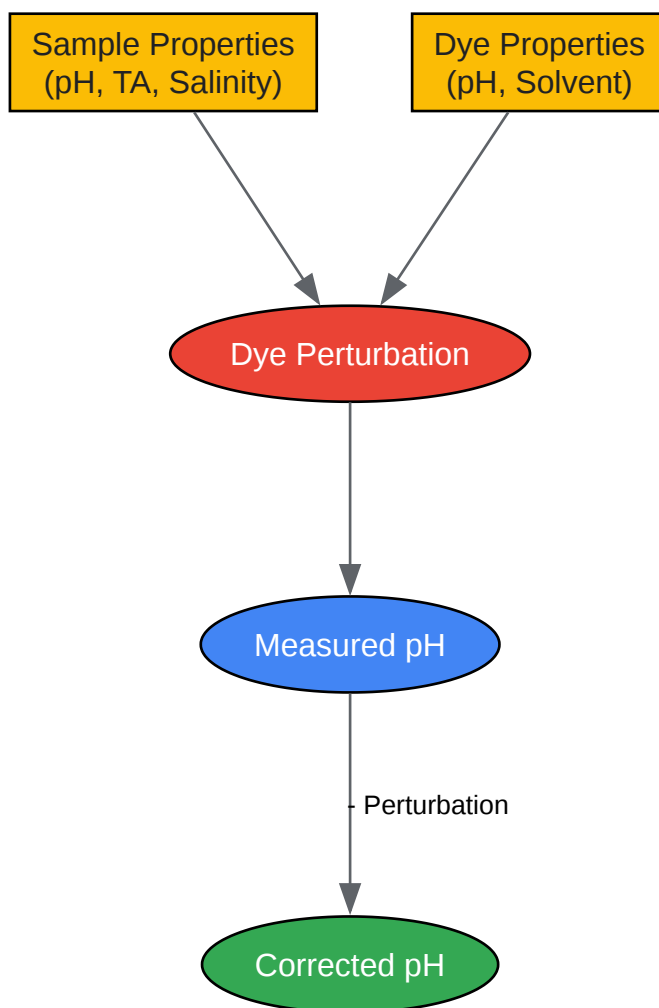 Sample Properties
(pH, TA, Salinity)
Dye Properties
(pH, Solvent)
Dye Perturbation
Measured pH
- Perturbation
Corrected pH